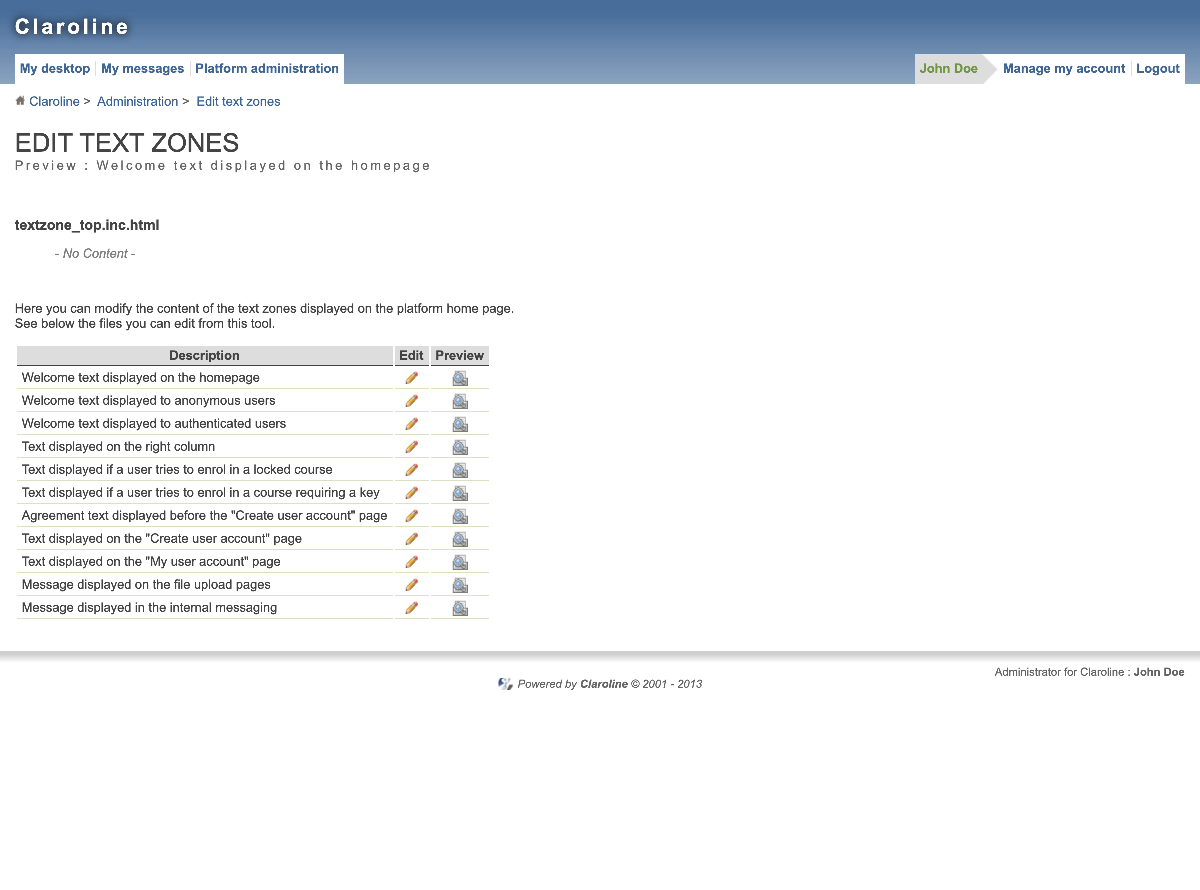 Claroline
My desktop My messages Platform administration John Doe Manage my account Logout
Claroline > Administration > Edit text zones
EDIT TEXT ZONES
Preview : Welcome text displayed on the homepage
textzone_top.inc.html
- No Content -
Here you can modify the content of the text zones displayed on the platform home page.
See below the files you can edit from this tool.
Description Edit Preview
Welcome text displayed on the homepage
Welcome text displayed to anonymous users
Welcome text displayed to authenticated users
Text displayed on the right column
Text displayed if a user tries to enrol in a locked course
Text displayed if a user tries to enrol in a course requiring a key
Agreement text displayed before the "Create user account" page
Text displayed on the "Create user account" page
Text displayed on the "My user account" page
Message displayed on the file upload pages
Message displayed in the internal messaging
Administrator for Claroline : John Doe
Powered by Claroline © 2001 - 2013